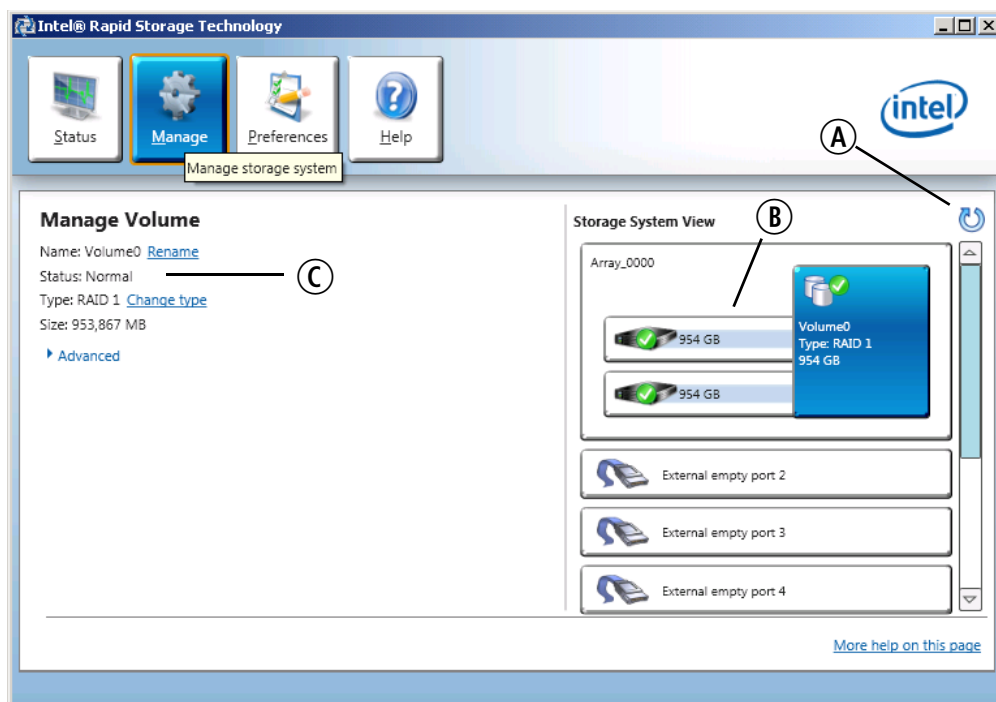 Intel® Rapid Storage Technology
Status
Manage
Preferences
Help
intel
Manage storage system
A
Manage Volume
Name: Volume0 Rename
Status: Normal
Type: RAID 1 Change type
Size: 953,867 MB
Advanced
C
Storage System View
B
Array_0000
954 GB
954 GB
Volume0
Type: RAID 1
954 GB
External empty port 2
External empty port 3
External empty port 4
More help on this page